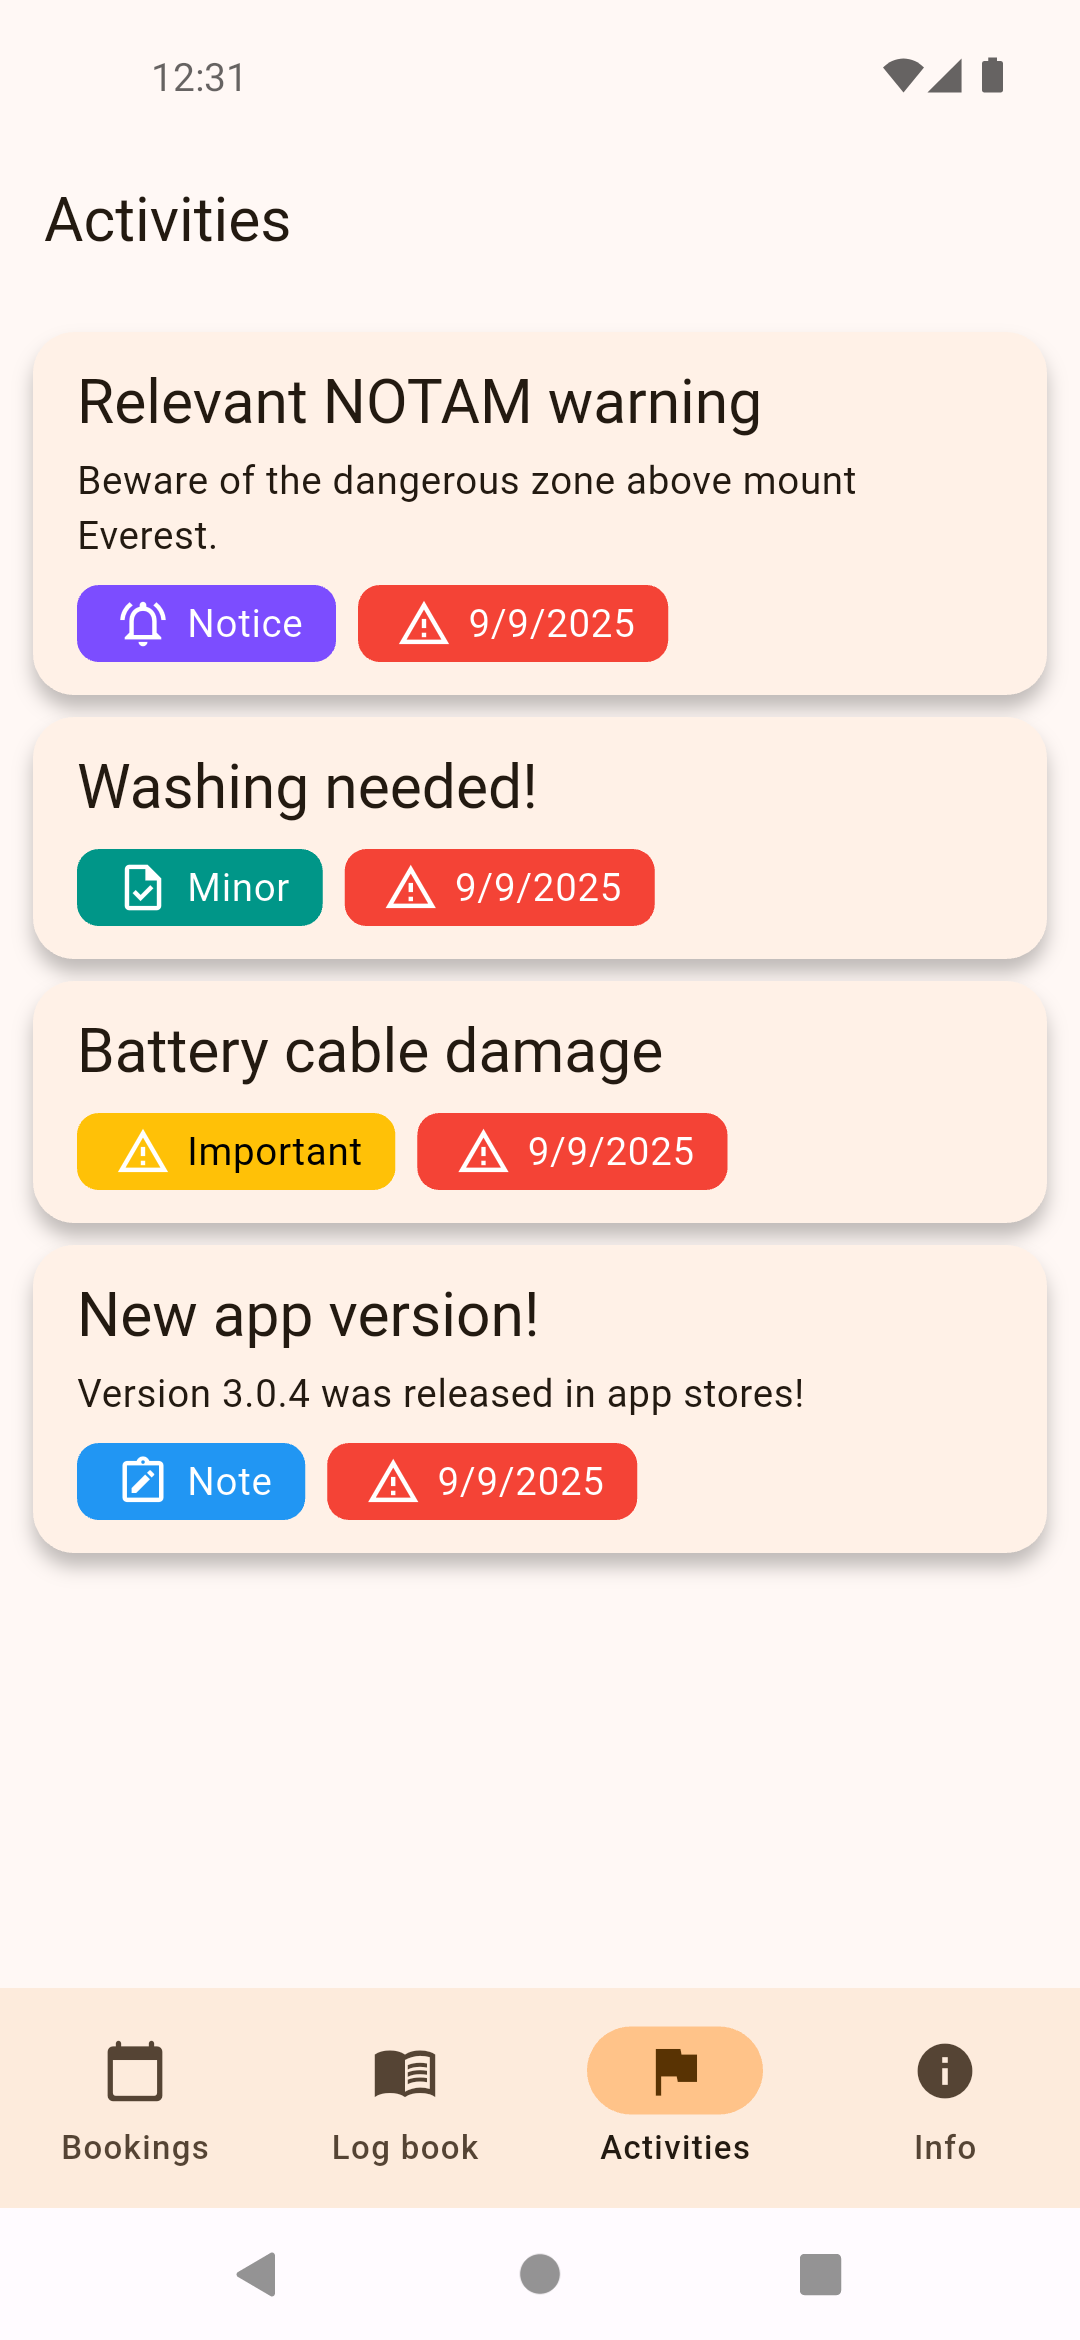 12:31
Activities
Relevant NOTAM warning
Beware of the dangerous zone above mount
Everest.
Notice 9/9/2025
Washing needed!
Minor 9/9/2025
Battery cable damage
Important 9/9/2025
New app version!
Version 3.0.4 was released in app stores!
Note 9/9/2025
Bookings Log book Activities Info